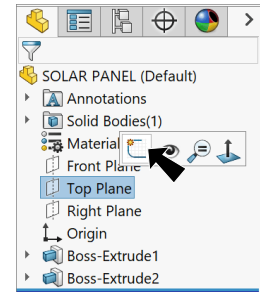 SOLAR PANEL (Default)
Annotations
Solid Bodies(1)
Material
Front Plane
Top Plane
Right Plane
Origin
Boss-Extrude1
Boss-Extrude2